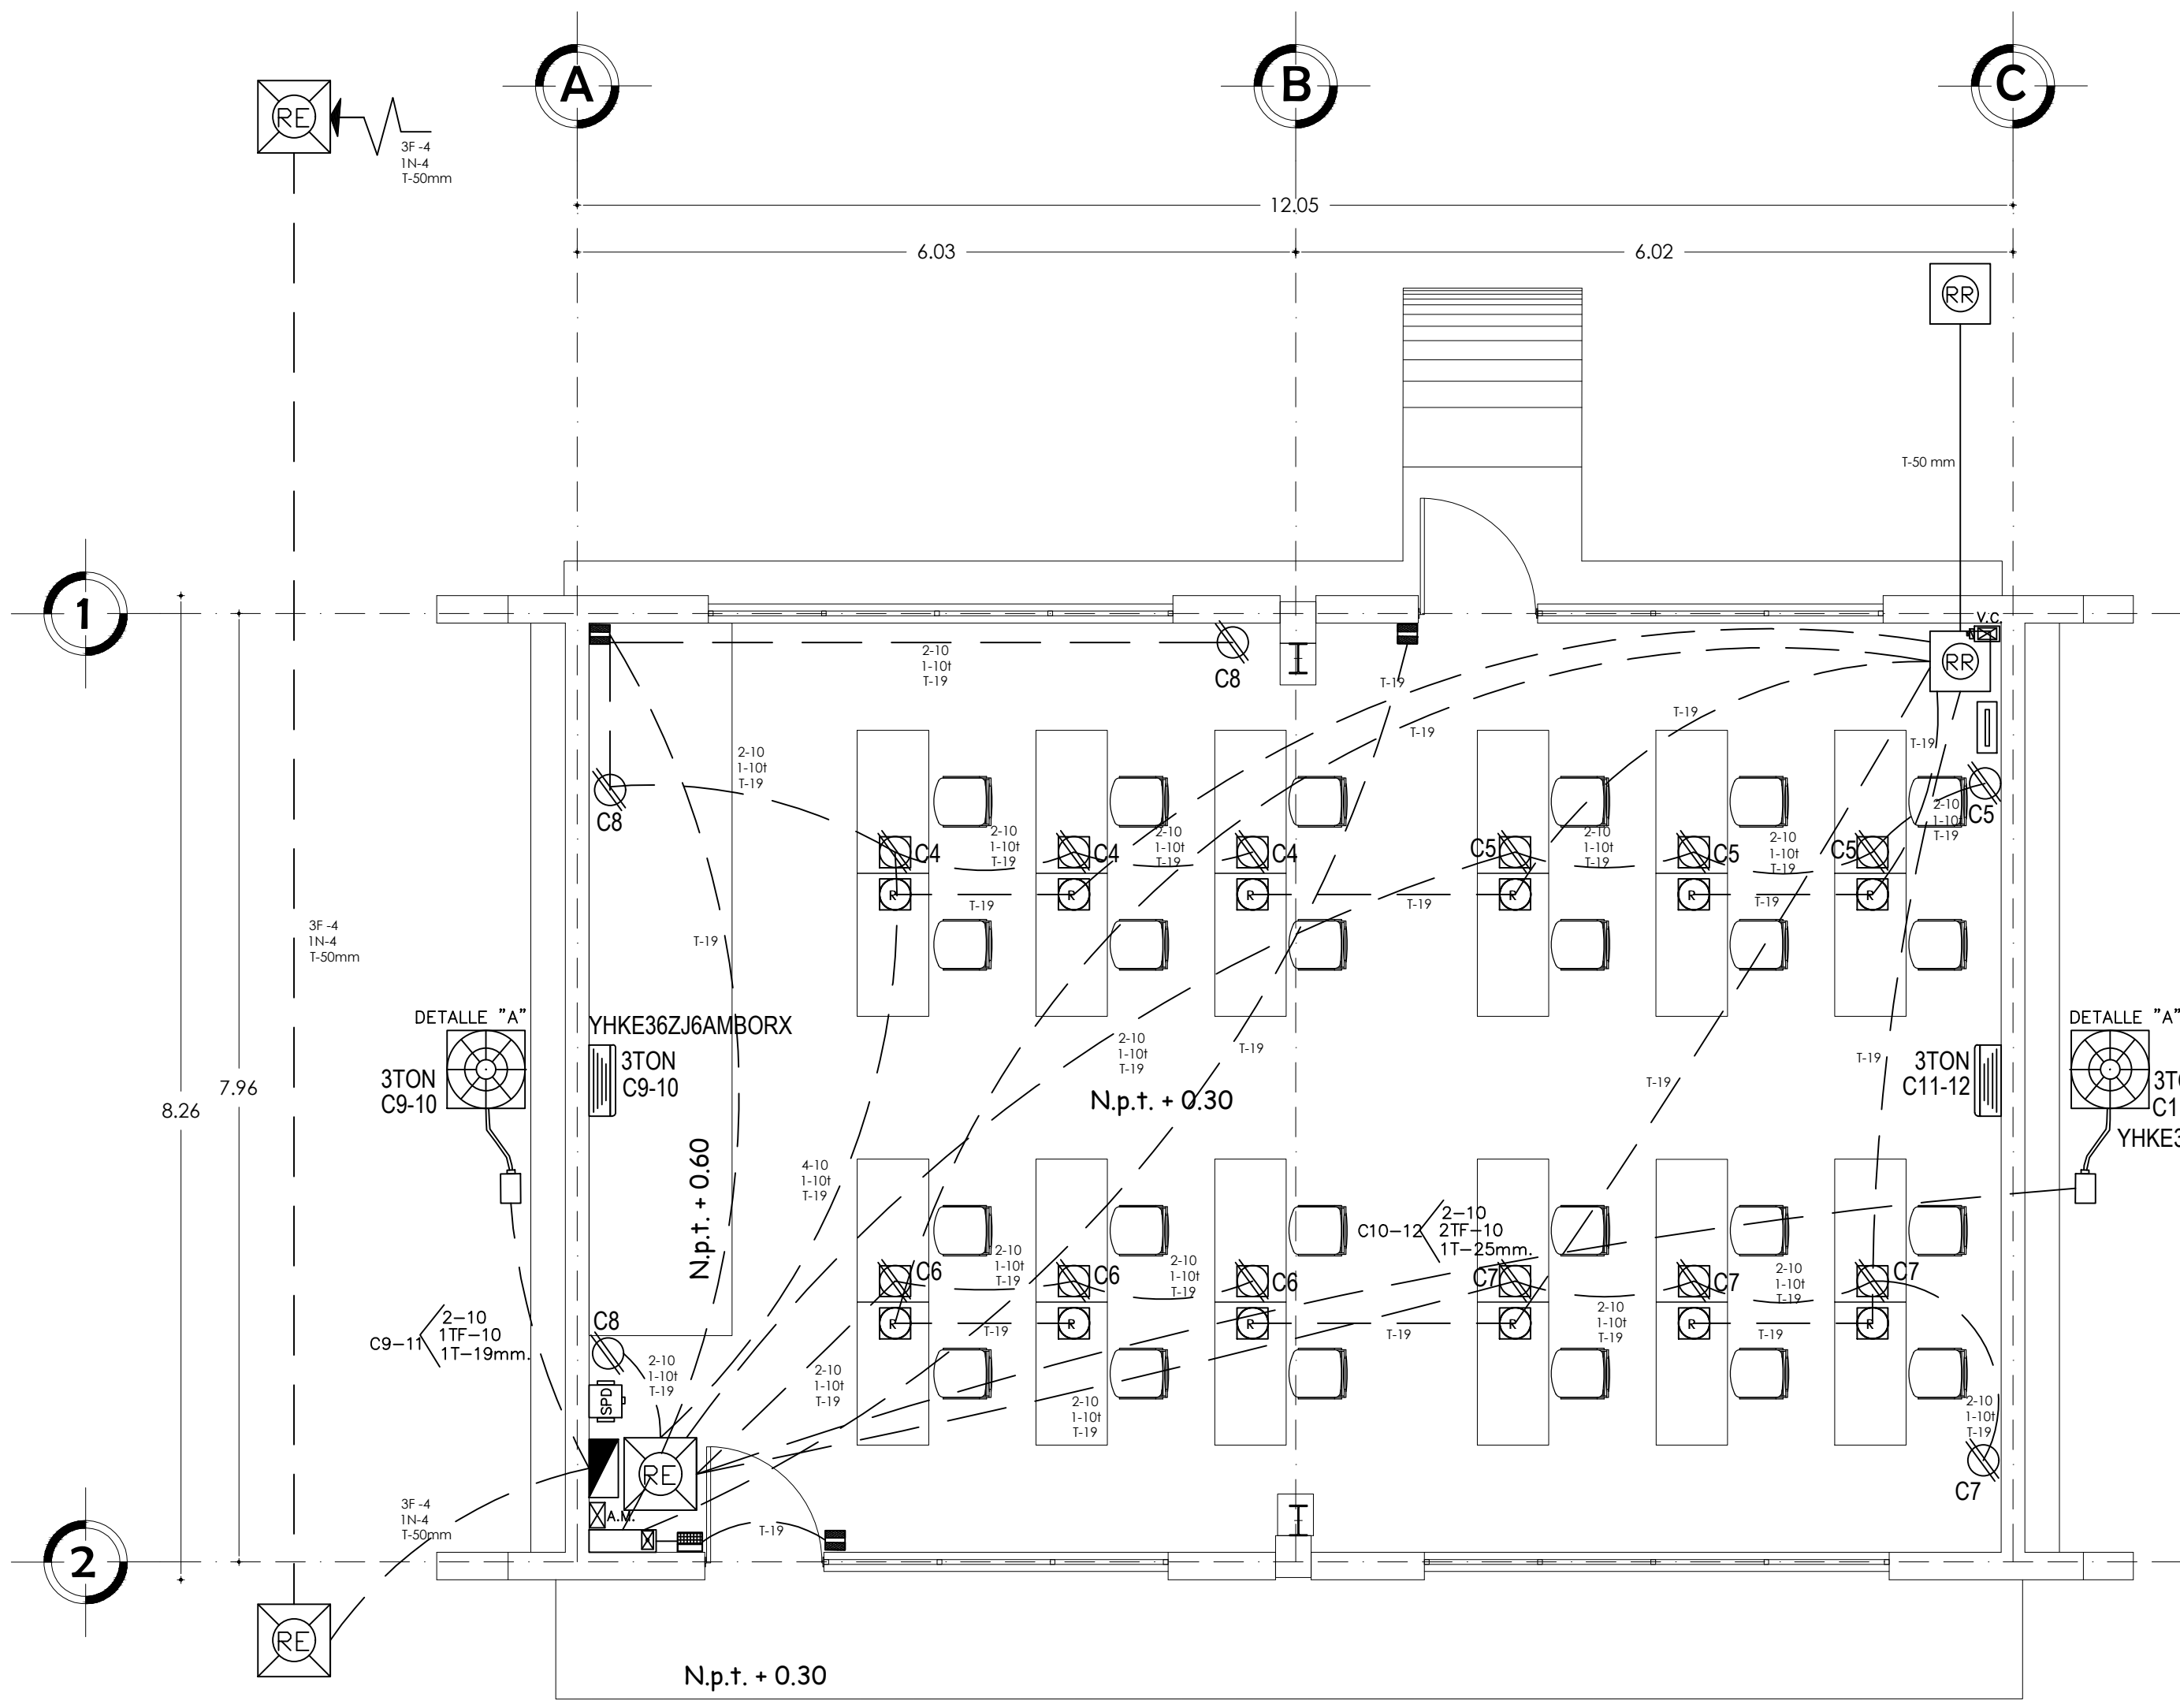 A
B
C
RE
3F -4
1N-4
T-50mm
12.05
6.03
6.02
RR
T-50 mm
1
V.C.
RR
2-10
1-10t
T-19
C8
T-19
T-19
T-19
T-19
2-10
1-10t
T-19
C8
C5
2-10
1-10t
T-19
2-10
1-10t
T-19
2-10
1-10t
T-19
2-10
1-10t
T-19
2-10
1-10t
T-19
C4
C4
C4
C5
C5
C5
R
R
R
R
R
R
T-19
T-19
T-19
3F -4
1N-4
T-50mm
T-19
DETALLE "A"
DETALLE "A"
YHKE36ZJ6AMBORX
3TON
C9-10
3TON
C9-10
2-10
1-10t
T-19
T-19
T-19
T-19
3TON
C11-12
7.96
8.26
N.p.t. + 0.30
N.p.t. + 0.60
4-10
1-10t
T-19
C10-12
2-10
2TF-10
1T-25mm.
2-10
1-10t
T-19
2-10
1-10t
T-19
2-10
1-10t
T-19
C6
C6
C6
C7
C7
C7
R
R
R
R
R
R
T-19
T-19
T-19
2-10
1-10t
T-19
C9-11
2-10
1TF-10
1T-19mm.
C8
2-10
1-10t
T-19
SPD
2-10
1-10t
T-19
2-10
1-10t
T-19
2-10
1-10t
T-19
C7
RE
A.M.
T-19
3F -4
1N-4
T-50mm
2
RE
N.p.t. + 0.30